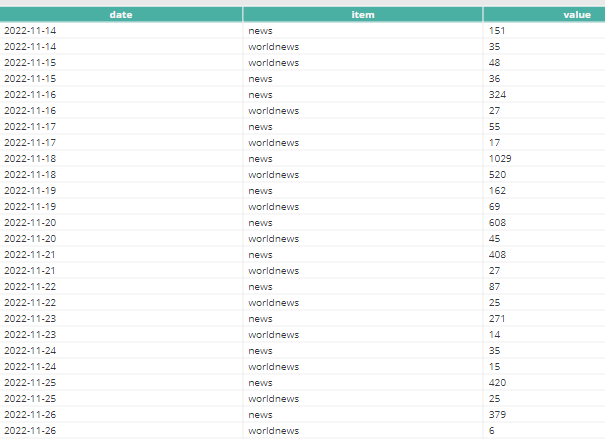 date item value
2022-11-14 news 151
2022-11-14 worldnews 35
2022-11-15 worldnews 48
2022-11-15 news 36
2022-11-16 news 324
2022-11-16 worldnews 27
2022-11-17 news 55
2022-11-17 worldnews 17
2022-11-18 news 1029
2022-11-18 worldnews 520
2022-11-19 news 162
2022-11-19 worldnews 69
2022-11-20 news 608
2022-11-20 worldnews 45
2022-11-21 news 408
2022-11-21 worldnews 27
2022-11-22 news 87
2022-11-22 worldnews 25
2022-11-23 news 271
2022-11-23 worldnews 14
2022-11-24 news 35
2022-11-24 worldnews 15
2022-11-25 news 420
2022-11-25 worldnews 25
2022-11-26 news 379
2022-11-26 worldnews 6